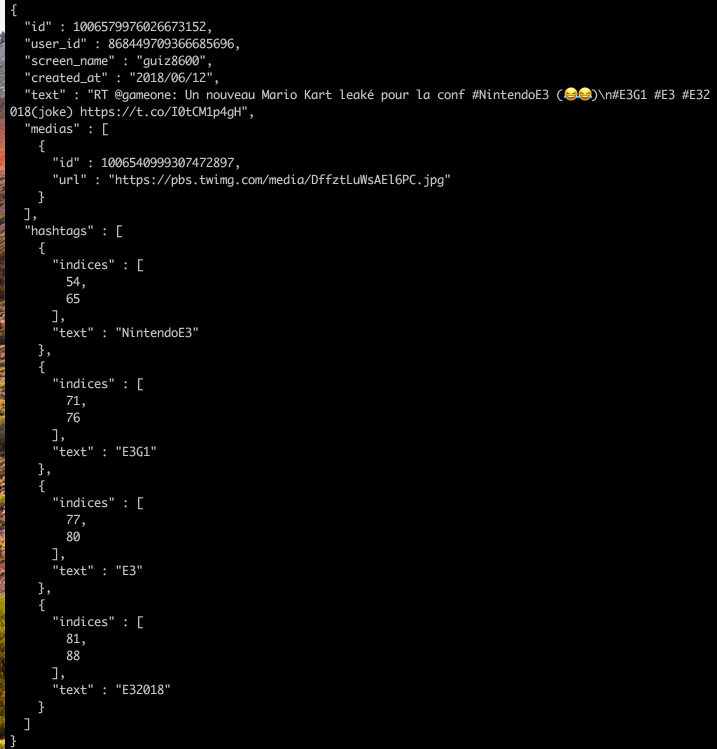 {
"id" : 1006579976026673152,
"user_id" : 868449709366685696,
"screen_name" : "guiz8600",
"created_at" : "2018/06/12",
"text" : "RT @gameone: Un nouveau Mario Kart leaké pour la conf #NintendoE3 (😂😂)\n#E3G1 #E3 #E32
018(joke) https://t.co/I0tCM1p4gH",
"medias" : [
{
"id" : 1006540999307472897,
"url" : "https://pbs.twimg.com/media/DffztLuWsAEl6PC.jpg"
}
],
"hashtags" : [
{
"indices" : [
54,
65
],
"text" : "NintendoE3"
},
{
"indices" : [
71,
76
],
"text" : "E3G1"
},
{
"indices" : [
77,
80
],
"text" : "E3"
},
{
"indices" : [
81,
88
],
"text" : "E32018"
}
]
}